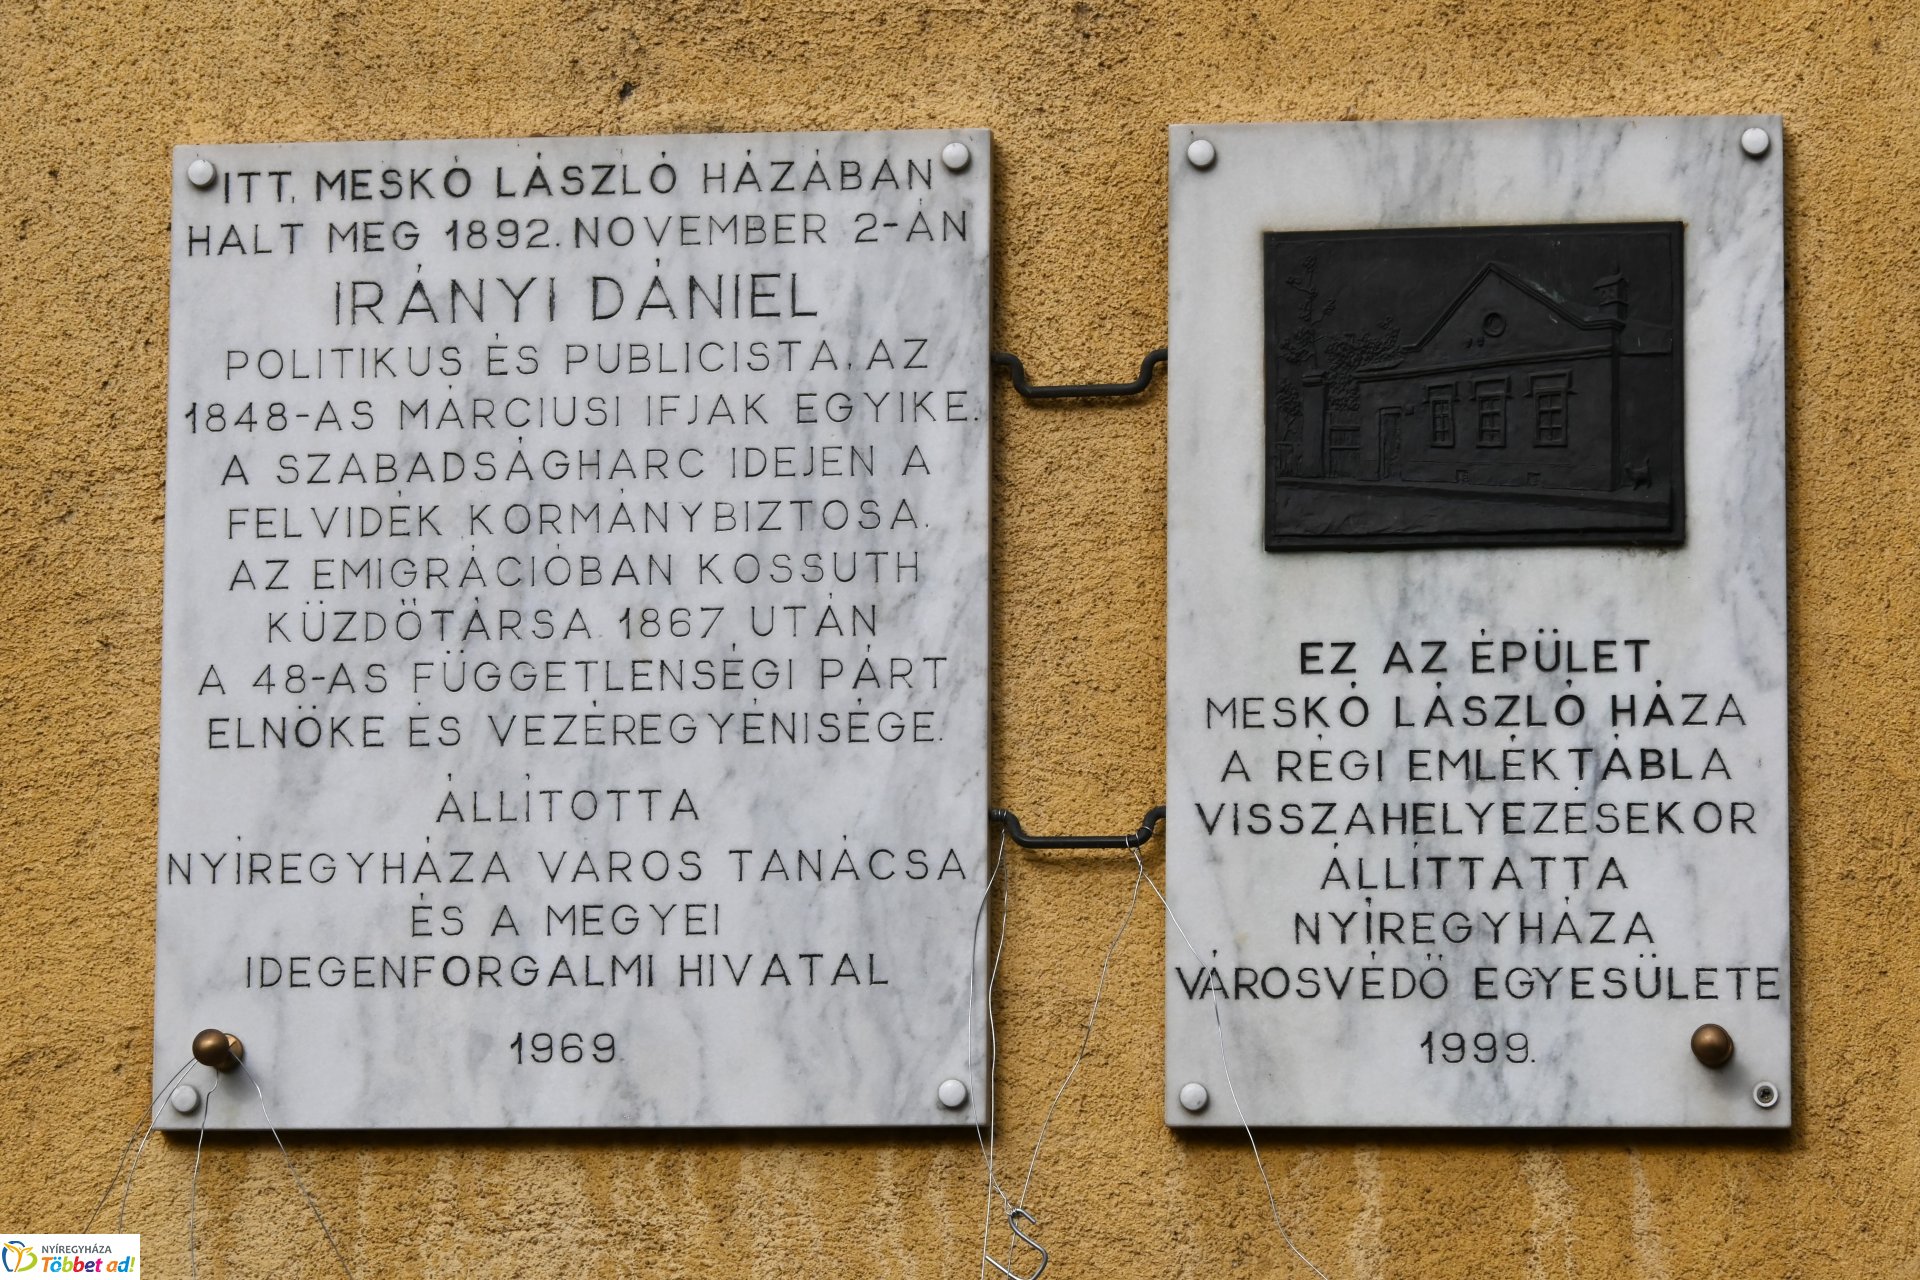 ITT, MESKÓ LÁSZLÓ HÁZÁBAN
HALT MEG 1892. NOVEMBER 2-ÁN
IRÁNYI DÁNIEL
POLITIKUS ÉS PUBLICISTA, AZ
1848-AS MÁRCIUSI IFJAK EGYIKE.
A SZABADSÁGHARC IDEJÉN A
FELVIDÉK KORMÁNYBIZTOSA,
AZ EMIGRÁCIÓBAN KOSSUTH
KÜZDŐTÁRSA. 1867 UTÁN
A 48-AS FÜGGETLENSÉGI PÁRT
ELNÖKE ÉS VEZÉREGYÉNISÉGE.
ÁLLÍTOTTA
NYÍREGYHÁZA VÁROS TANÁCSA
ÉS A MEGYEI
IDEGENFORGALMI HIVATAL
1969.
EZ AZ ÉPÜLET
MESKÓ LÁSZLÓ HÁZA
A RÉGI EMLÉKTÁBLA
VISSZAHELYEZÉSEKOR
ÁLLÍTTATTA
NYÍREGYHÁZA
VÁROSVÉDŐ EGYESÜLETE
1999.
NYÍREGYHÁZA
Többet ad!